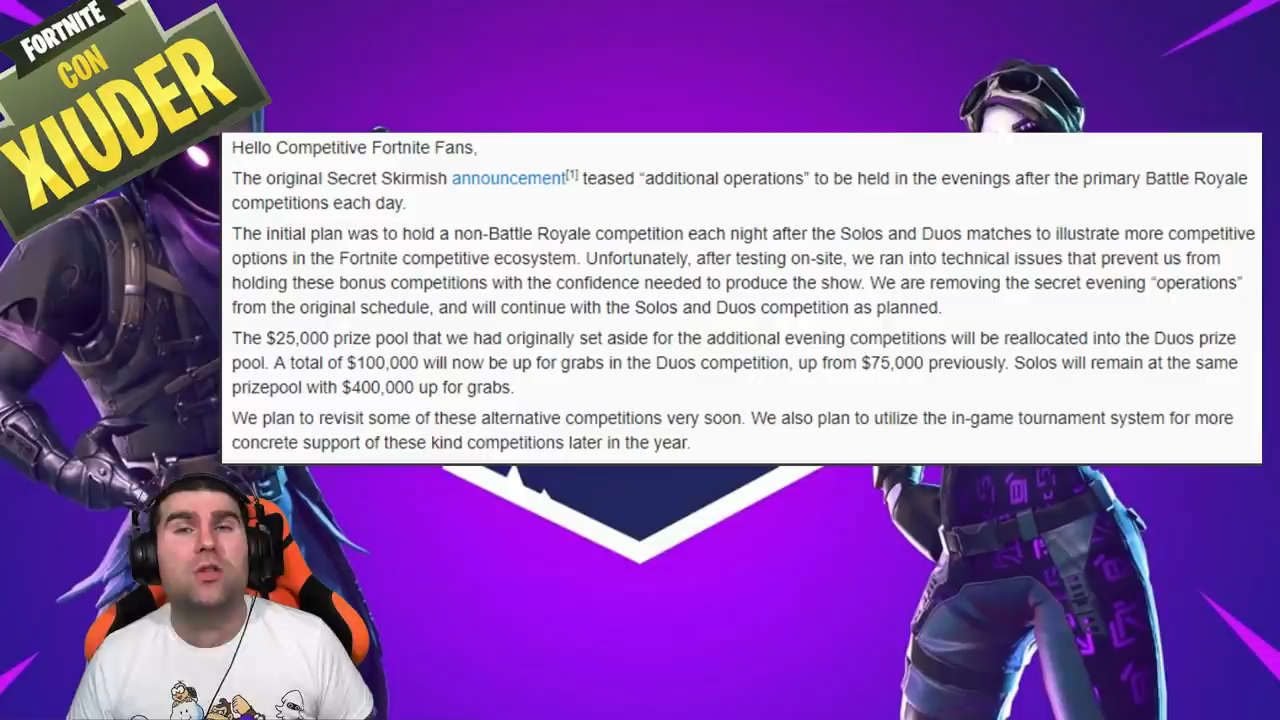 FORTNITE
CON
XIUDER
Hello Competitive Fortnite Fans,
The original Secret Skirmish announcement[1] teased “additional operations” to be held in the evenings after the primary Battle Royale
competitions each day.
The initial plan was to hold a non-Battle Royale competition each night after the Solos and Duos matches to illustrate more competitive
options in the Fortnite competitive ecosystem. Unfortunately, after testing on-site, we ran into technical issues that prevent us from
holding these bonus competitions with the confidence needed to produce the show. We are removing the secret evening “operations”
from the original schedule, and will continue with the Solos and Duos competition as planned.
The $25,000 prize pool that we had originally set aside for the additional evening competitions will be reallocated into the Duos prize
pool. A total of $100,000 will now be up for grabs in the Duos competition, up from $75,000 previously. Solos will remain at the same
prizepool with $400,000 up for grabs.
We plan to revisit some of these alternative competitions very soon. We also plan to utilize the in-game tournament system for more
concrete support of these kind competitions later in the year.